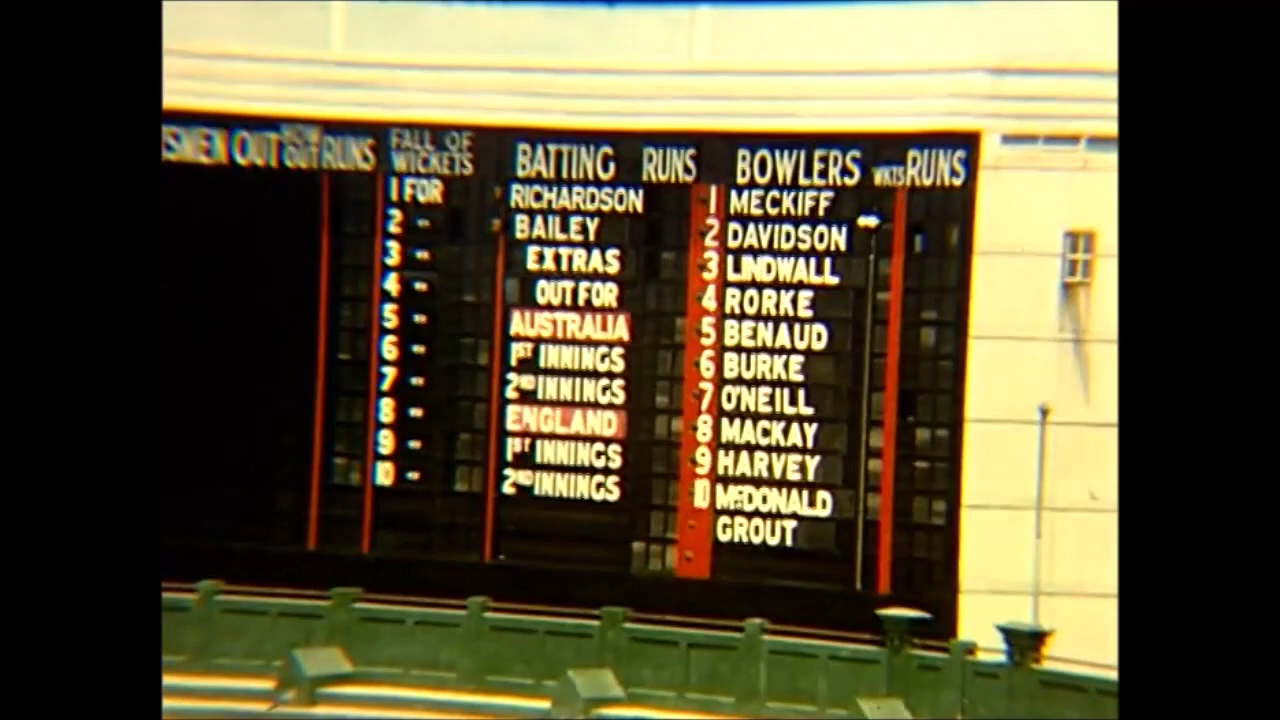 SMEN OUT HOW OUT RUNS FALL OF WICKETS BATTING RUNS BOWLERS WKTS RUNS
1 FOR RICHARDSON 1 MECKIFF
2 " BAILEY 2 DAVIDSON
3 " EXTRAS 3 LINDWALL
4 " OUT FOR 4 RORKE
5 " AUSTRALIA 5 BENAUD
6 " 1ST INNINGS 6 BURKE
7 " 2ND INNINGS 7 O'NEILL
8 " ENGLAND 8 MACKAY
9 " 1ST INNINGS 9 HARVEY
10 " 2ND INNINGS 10 McDONALD
GROUT